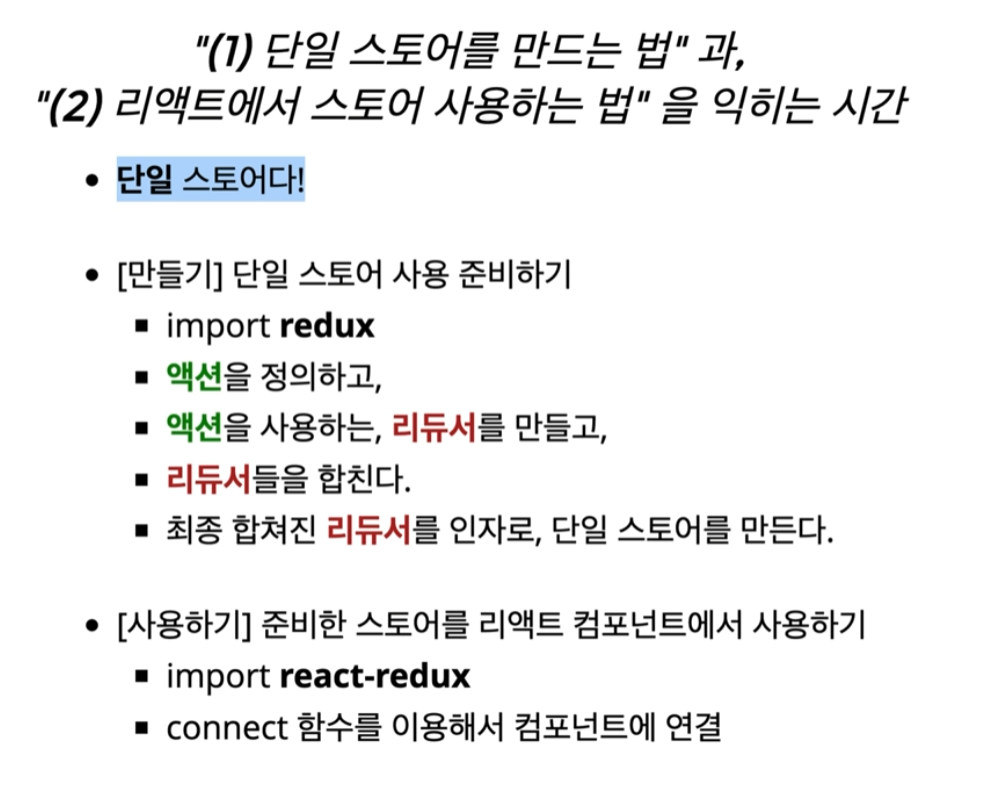 "(1) 단일 스토어를 만드는 법" 과,
"(2) 리액트에서 스토어 사용하는 법" 을 익히는 시간
• 단일 스토어다!
• [만들기] 단일 스토어 사용 준비하기
▪ import redux
▪ 액션을 정의하고,
▪ 액션을 사용하는, 리듀서를 만들고,
▪ 리듀서들을 합친다.
▪ 최종 합쳐진 리듀서를 인자로, 단일 스토어를 만든다.
• [사용하기] 준비한 스토어를 리액트 컴포넌트에서 사용하기
▪ import react-redux
▪ connect 함수를 이용해서 컴포넌트에 연결